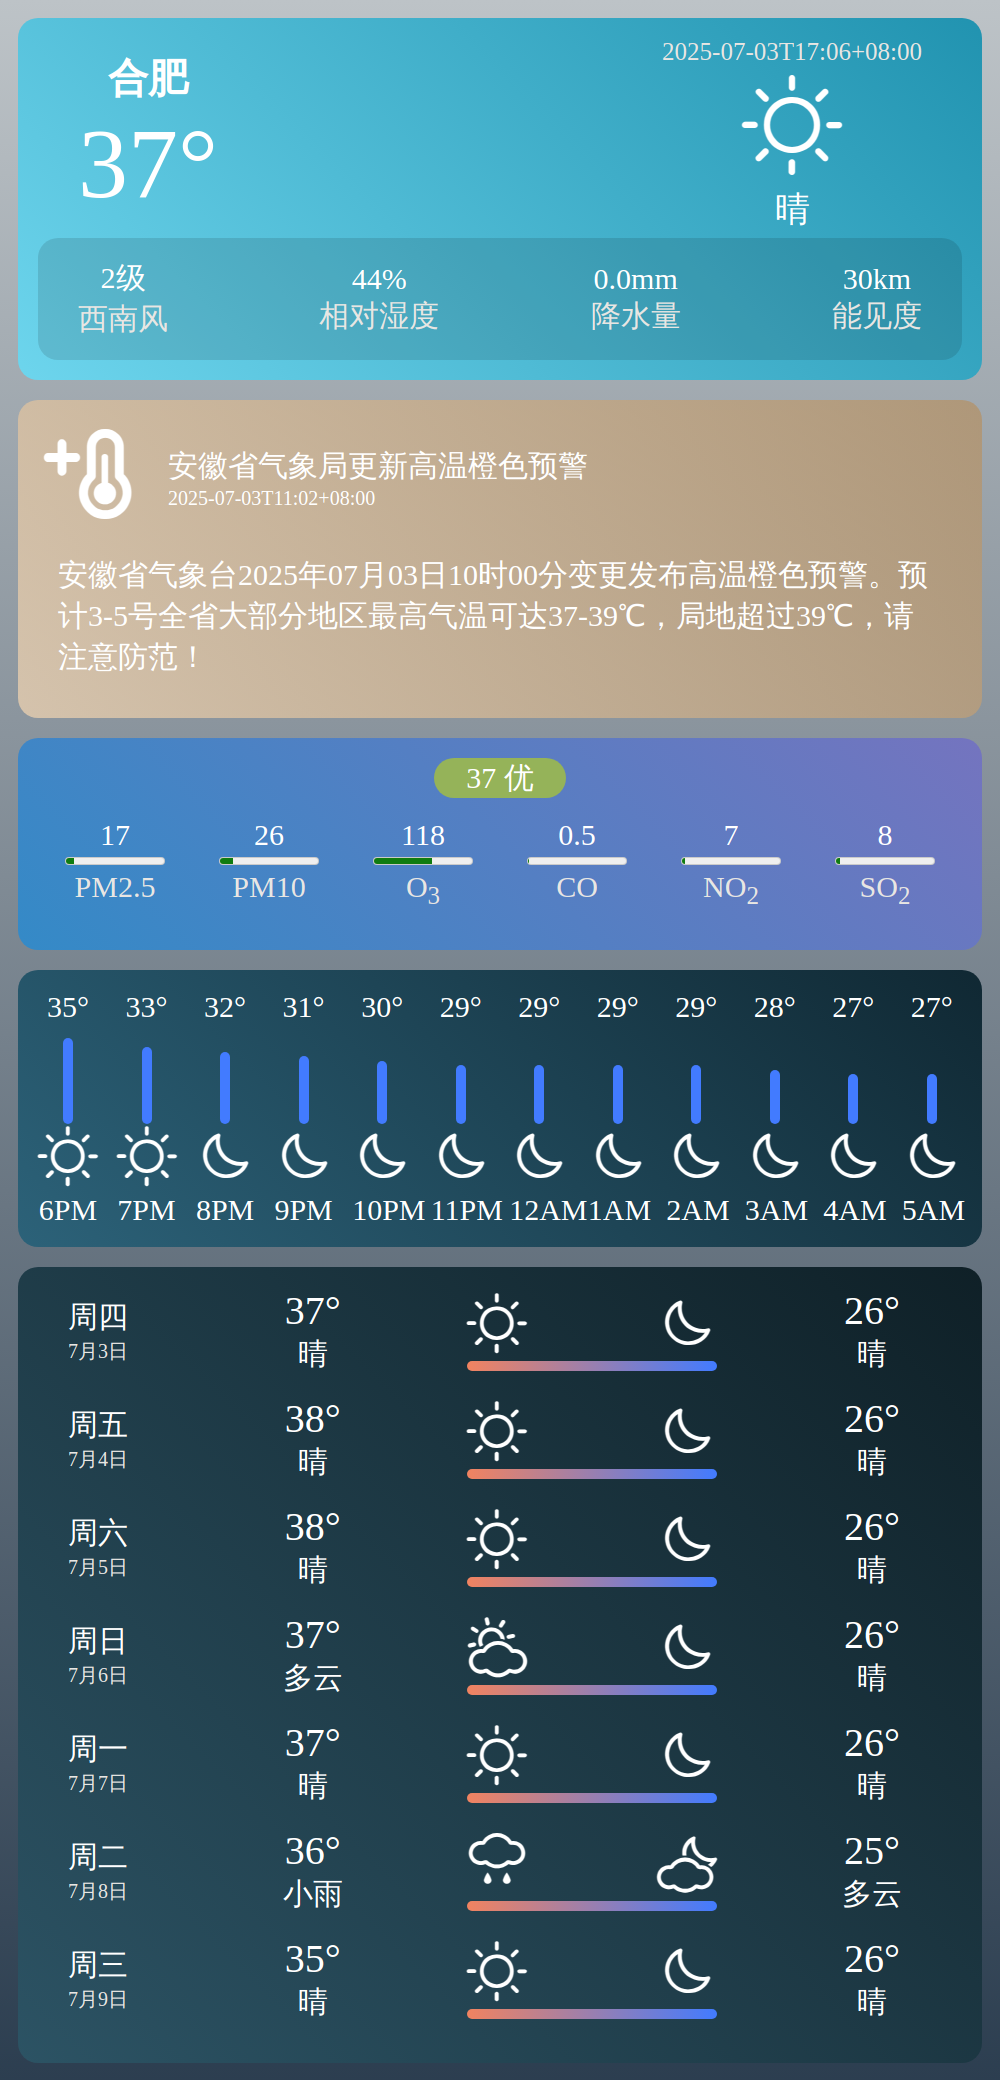 合肥
2025-07-03T17:06+08:00
37°
晴
2级 44% 0.0mm 30km
西南风 相对湿度 降水量 能见度
安徽省气象局更新高温橙色预警
2025-07-03T11:02+08:00
安徽省气象台2025年07月03日10时00分变更发布高温橙色预警。预
计3-5号全省大部分地区最高气温可达37-39℃，局地超过39℃，请
注意防范！
37 优
17 26 118 0.5 7 8
PM2.5 PM10 O3 CO NO2 SO2
35° 33° 32° 31° 30° 29° 29° 29° 29° 28° 27° 27°
6PM 7PM 8PM 9PM 10PM 11PM 12AM 1AM 2AM 3AM 4AM 5AM
周四 37° 26°
7月3日 晴 晴
周五 38° 26°
7月4日 晴 晴
周六 38° 26°
7月5日 晴 晴
周日 37° 26°
7月6日 多云 晴
周一 37° 26°
7月7日 晴 晴
周二 36° 25°
7月8日 小雨 多云
周三 35° 26°
7月9日 晴 晴